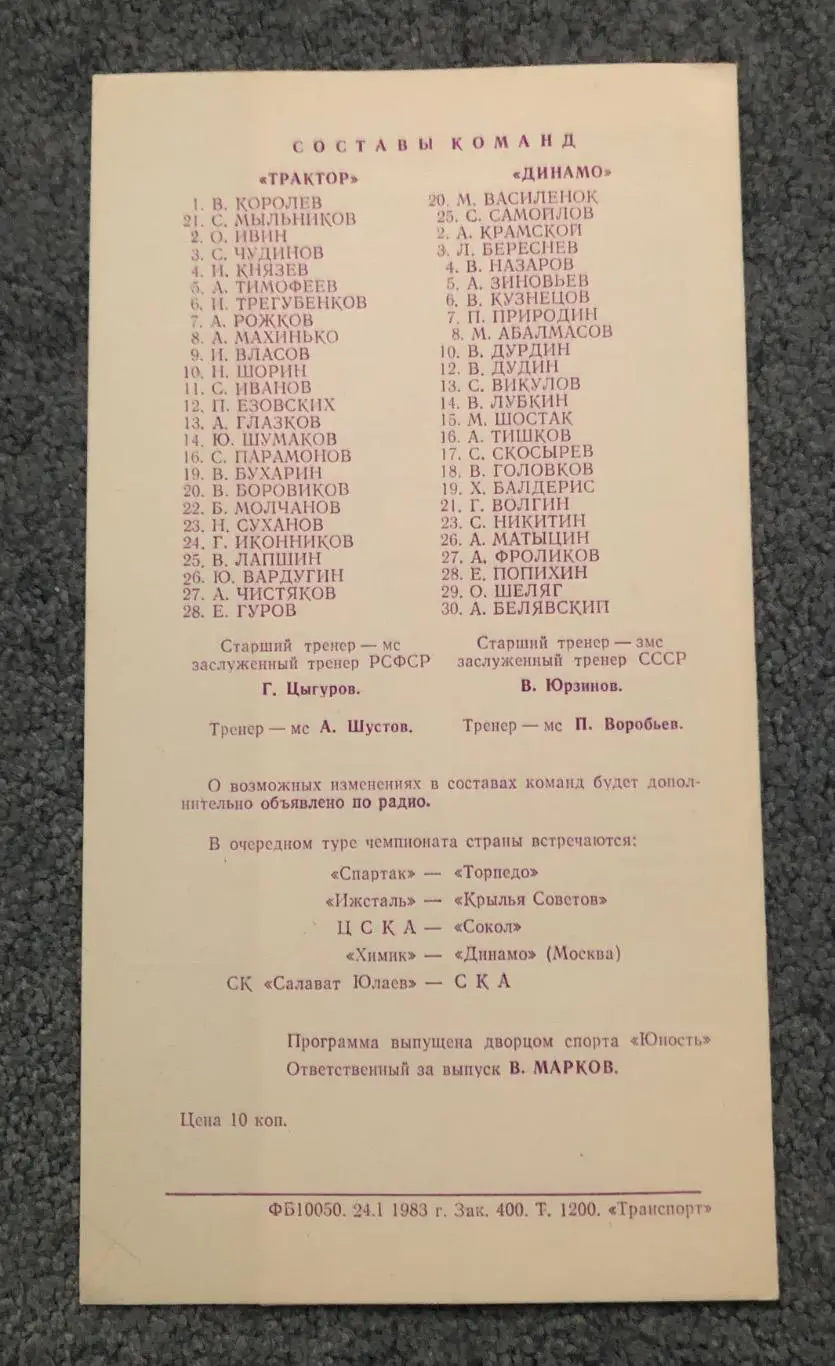 СОСТАВЫ КОМАНД
«ТРАКТОР»
1. В. КОРОЛЕВ
21. С. МЫЛЬНИКОВ
2. О. ИВИН
3. С. ЧУДИНОВ
4. Н. КНЯЗЕВ
5. А. ТИМОФЕЕВ
6. Н. ТРЕГУБЕНКОВ
7. А. РОЖКОВ
8. А. МАХИНЬКО
9. И. ВЛАСОВ
10. Н. ШОРИН
11. С. ИВАНОВ
12. П. ЕЗОВСКИХ
13. А. ГЛАЗКОВ
14. Ю. ШУМАКОВ
16. С. ПАРАМОНОВ
19. В. БУХАРИН
20. В. БОРОВИКОВ
22. Б. МОЛЧАНОВ
23. Н. СУХАНОВ
24. Г. ИКОННИКОВ
25. В. ЛАПШИН
26. Ю. ВАРДУГИН
27. А. ЧИСТЯКОВ
28. Е. ГУРОВ
Старший тренер — мс
заслуженный тренер РСФСР
Г. Цыгуров.
Тренер — мс А. Шустов.
«ДИНАМО»
20. М. ВАСИЛЕНОК
25. С. САМОЙЛОВ
2. А. КРАМСКОЙ
3. Л. БЕРЕСНЕВ
4. В. НАЗАРОВ
5. А. ЗИНОВЬЕВ
6. В. КУЗНЕЦОВ
7. П. ПРИРОДИН
8. М. АБАЛМАСОВ
10. В. ДУРДИН
12. В. ДУДИН
13. С. ВИКУЛОВ
14. В. ЛУБКИН
15. М. ШОСТАК
16. А. ТИШКОВ
17. С. СКОСЫРЕВ
18. В. ГОЛОВКОВ
19. Х. БАЛДЕРИС
21. Г. ВОЛГИН
23. С. НИКИТИН
26. А. МАТЫЦИН
27. А. ФРОЛИКОВ
28. Е. ПОПИХИН
29. О. ШЕЛЯГ
30. А. БЕЛЯВСКИП
Старший тренер — змс
заслуженный тренер СССР
В. Юрзинов.
Тренер — мс П. Воробьев.
О возможных изменениях в составах команд будет допол-
нительно объявлено по радио.
В очередном туре чемпионата страны встречаются:
«Спартак» — «Торпедо»
«Ижсталь» — «Крылья Советов»
ЦСКА — «Сокол»
«Химик» — «Динамо» (Москва)
СК «Салават Юлаев» — СКА
Программа выпущена дворцом спорта «Юность»
Ответственный за выпуск В. МАРКОВ.
Цена 10 коп.
ФБ10050. 24.1 1983 г. Зак. 400. Т. 1200. «Транспорт»